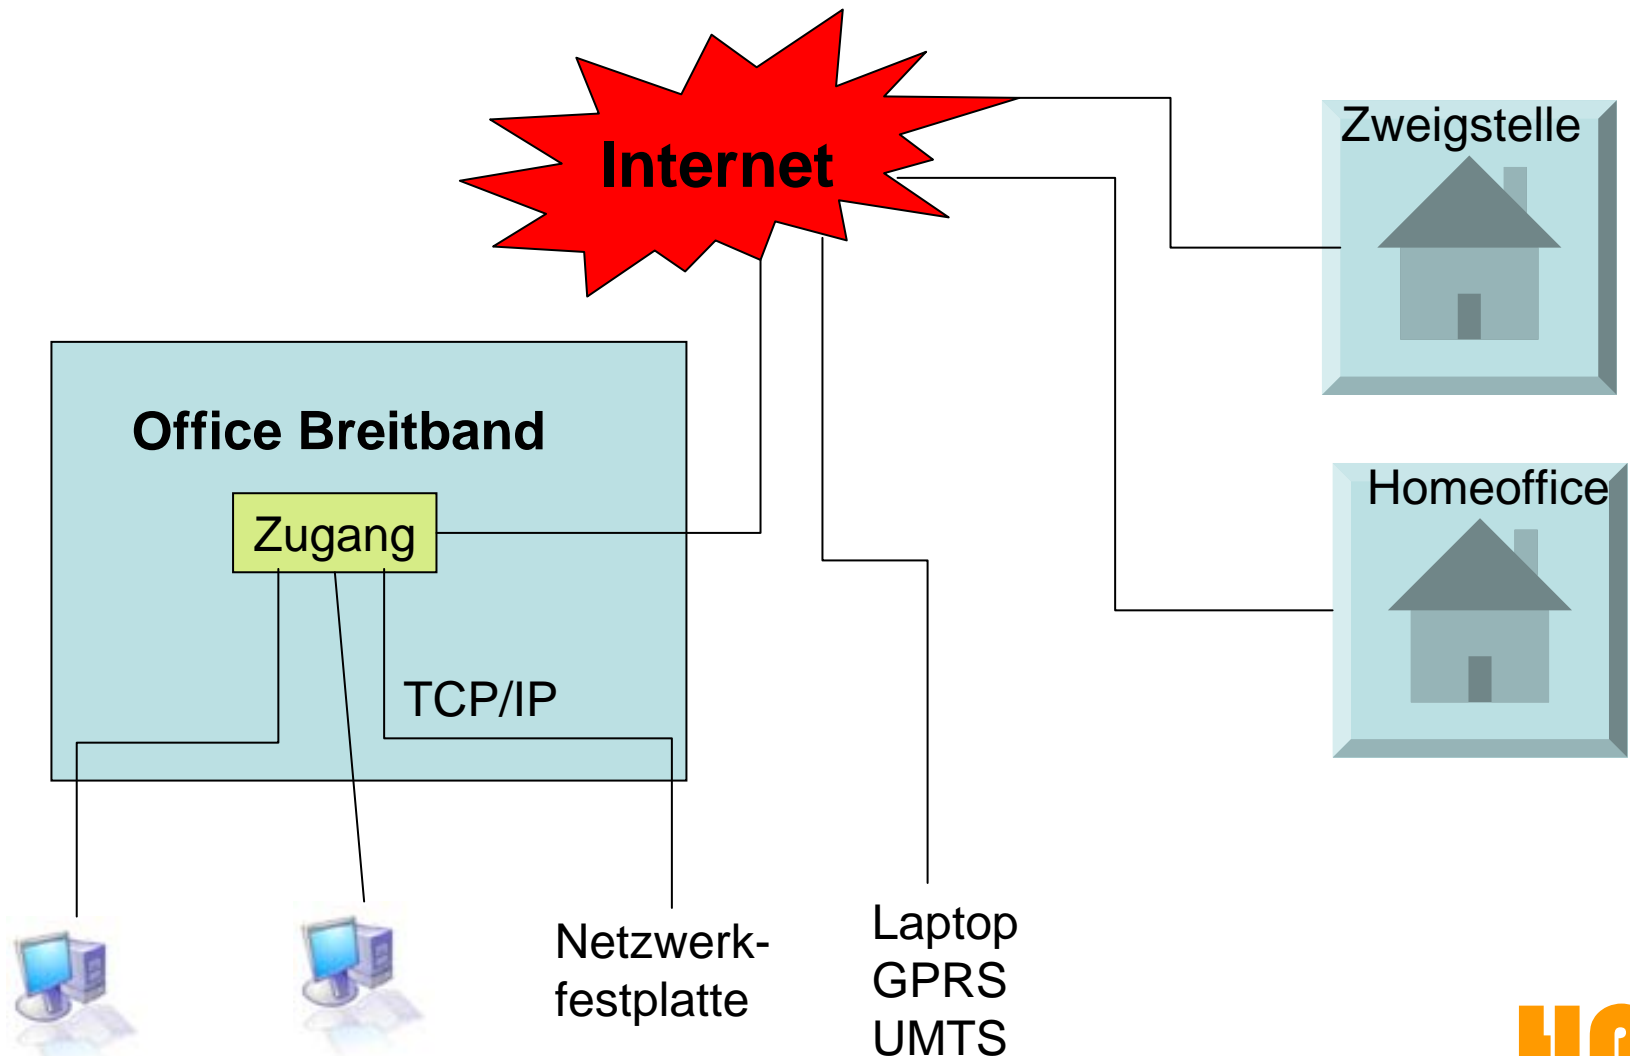 Internet
Zweigstelle
Office Breitband
Zugang
Homeoffice
TCP/IP
Netzwerk-
festplatte
Laptop
GPRS
UMTS